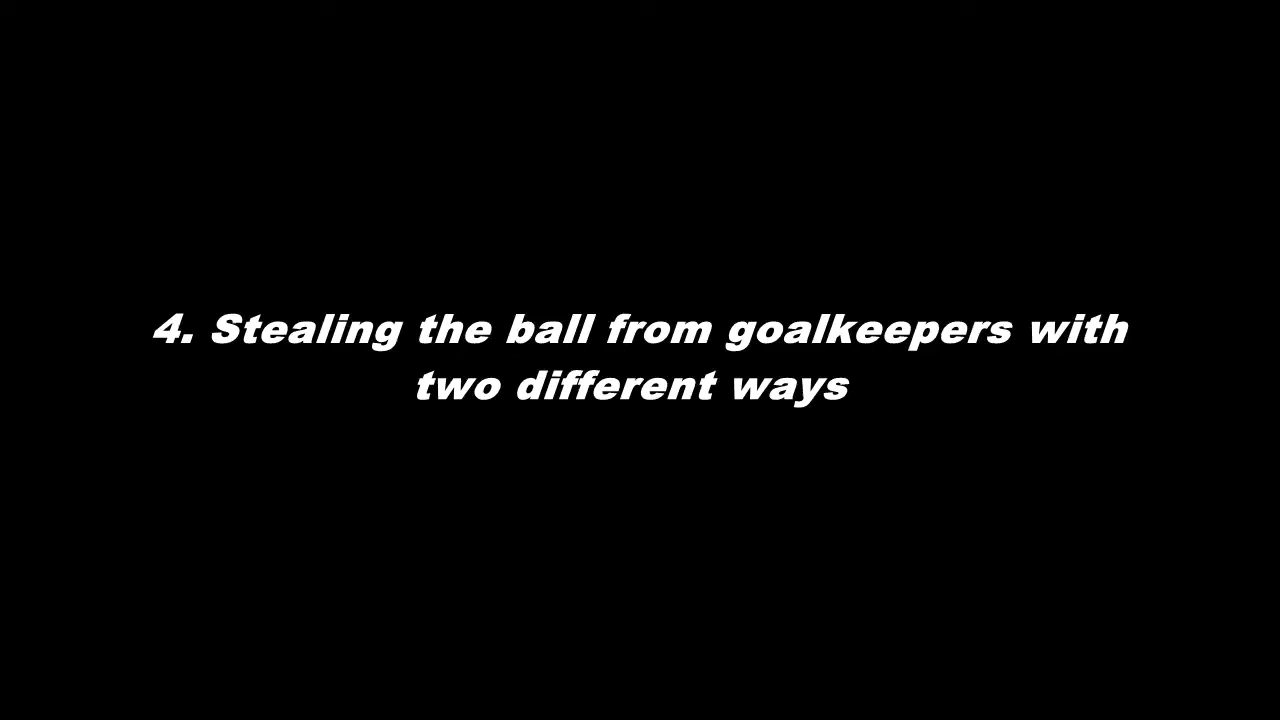 4. Stealing the ball from goalkeepers with
two different ways